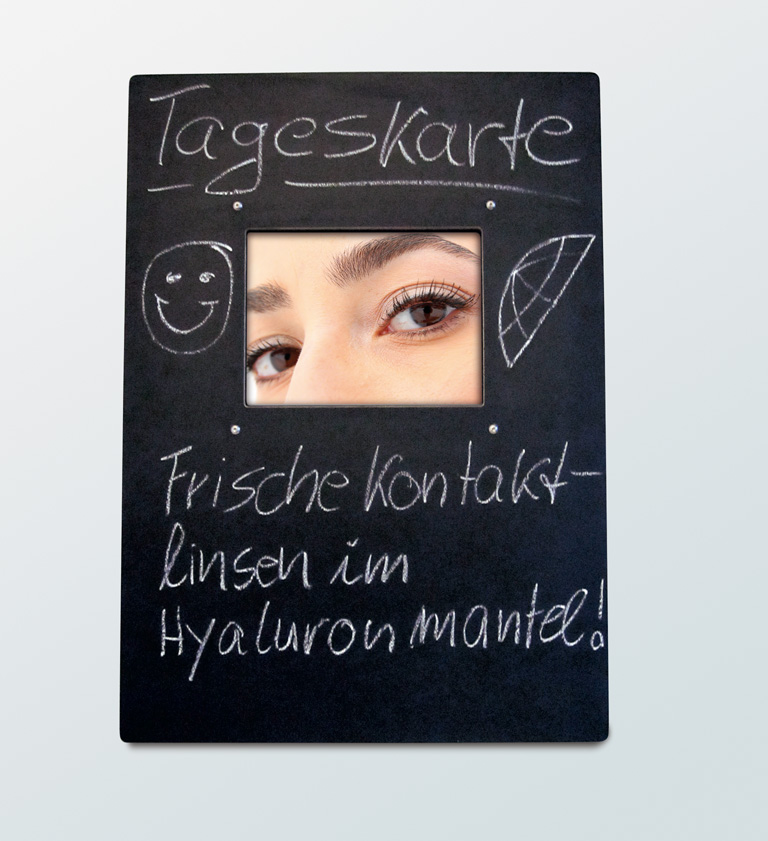 Tageskarte
Frische Kontakt-
linsen im
Hyaluronmantel!